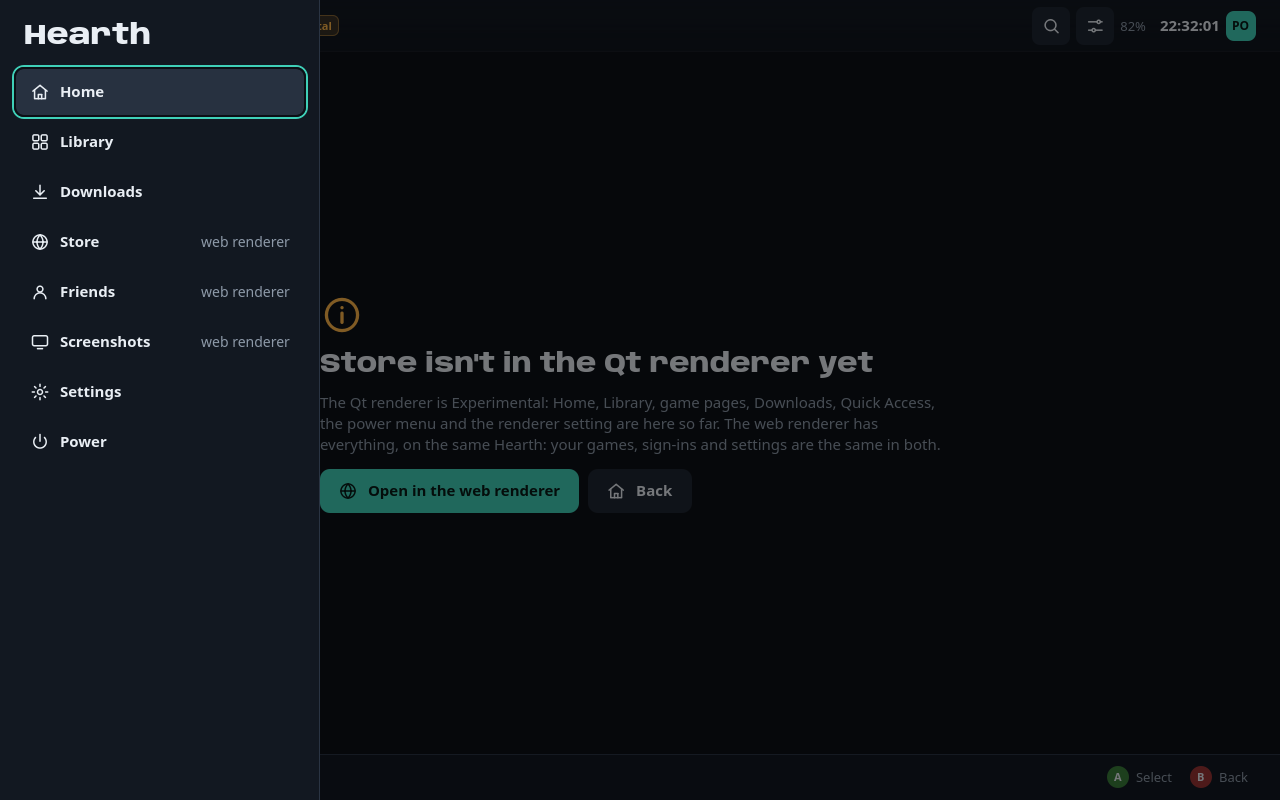 Hearth
82%
22:32:01
PO
Home
Library
Downloads
Store web renderer
Friends web renderer
Screenshots web renderer
Settings
Power
Store isn't in the Qt renderer yet
The Qt renderer is Experimental: Home, Library, game pages, Downloads, Quick Access,
the power menu and the renderer setting are here so far. The web renderer has
everything, on the same Hearth: your games, sign-ins and settings are the same in both.
Open in the web renderer
Back
A Select
B Back